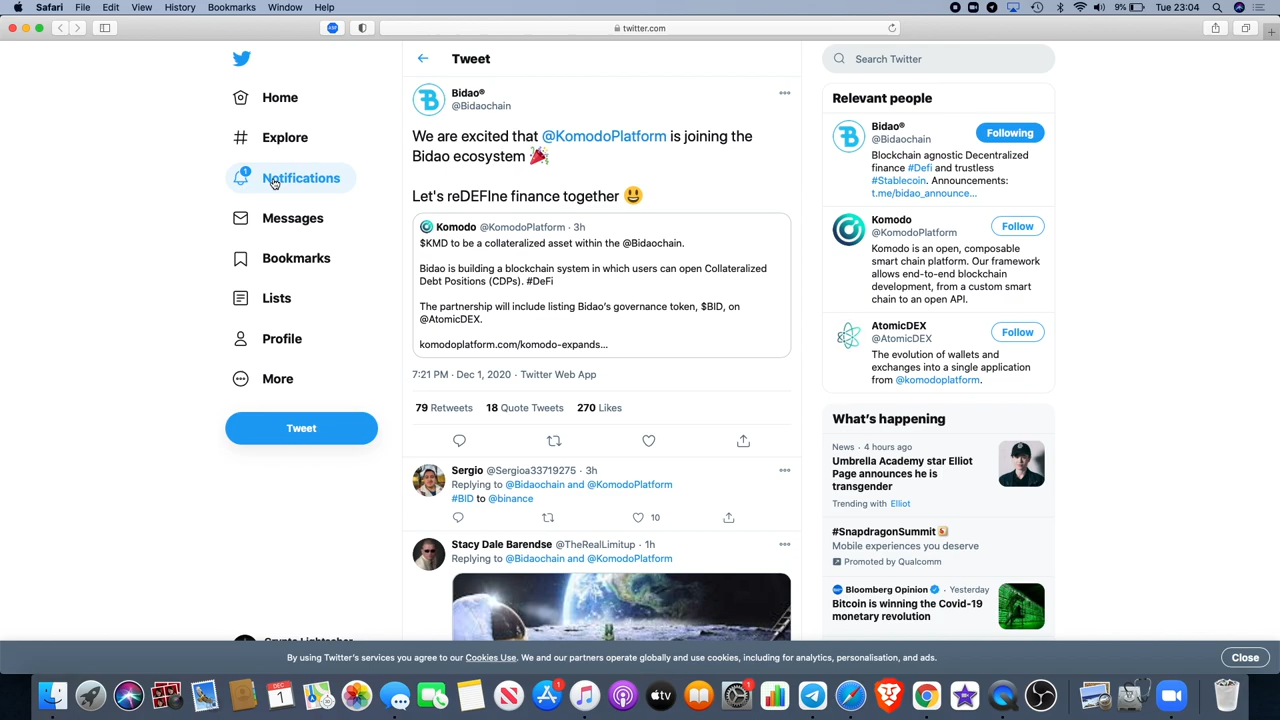 Safari File Edit View History Bookmarks Window Help 9% Tue 23:04
twitter.com
Home
Explore
1
Notifications
Messages
Bookmarks
Lists
Profile
More
Tweet
Tweet
Bidao®
@Bidaochain
We are excited that @KomodoPlatform is joining the
Bidao ecosystem 🎉
Let's reDEFIne finance together 😃
Komodo @KomodoPlatform · 3h
$KMD to be a collateralized asset within the @Bidaochain.
Bidao is building a blockchain system in which users can open Collateralized
Debt Positions (CDPs). #DeFi
The partnership will include listing Bidao's governance token, $BID, on
@AtomicDEX.
komodoplatform.com/komodo-expands...
7:21 PM · Dec 1, 2020 · Twitter Web App
79 Retweets 18 Quote Tweets 270 Likes
Sergio @Sergioa33719275 · 3h
Replying to @Bidaochain and @KomodoPlatform
#BID to @binance
10
Stacy Dale Barendse @TheRealLimitup · 1h
Replying to @Bidaochain and @KomodoPlatform
Search Twitter
Relevant people
Bidao®
@Bidaochain
Following
Blockchain agnostic Decentralized
finance #Defi and trustless
#Stablecoin. Announcements:
t.me/bidao_announce...
Komodo
@KomodoPlatform
Follow
Komodo is an open, composable
smart chain platform. Our framework
allows end-to-end blockchain
development, from a custom smart
chain to an open API.
AtomicDEX
@AtomicDEX
Follow
The evolution of wallets and
exchanges into a single application
from @komodoplatform.
What's happening
News · 4 hours ago
Umbrella Academy star Elliot
Page announces he is
transgender
Trending with Elliot
#SnapdragonSummit
Mobile experiences you deserve
Promoted by Qualcomm
Bloomberg Opinion · Yesterday
Bitcoin is winning the Covid-19
monetary revolution
By using Twitter's services you agree to our Cookies Use. We and our partners operate globally and use cookies, including for analytics, personalisation, and ads.
Close
DEC
1
1
tv
1